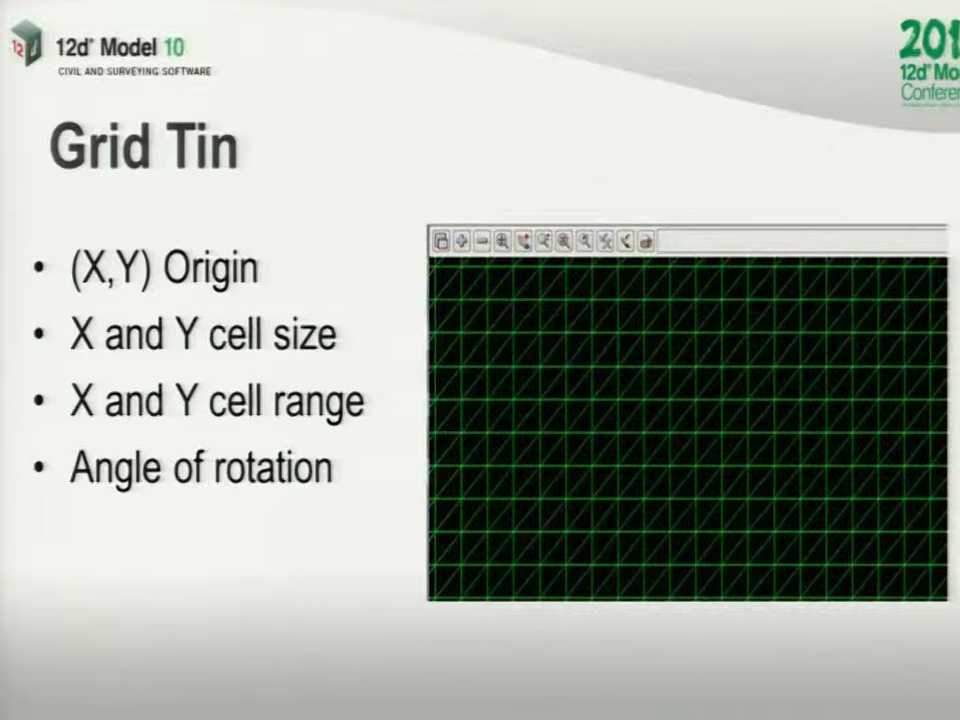 12d® Model 10
CIVIL AND SURVEYING SOFTWARE
12d® Mo
Conferen
Grid Tin
• (X,Y) Origin
• X and Y cell size
• X and Y cell range
• Angle of rotation